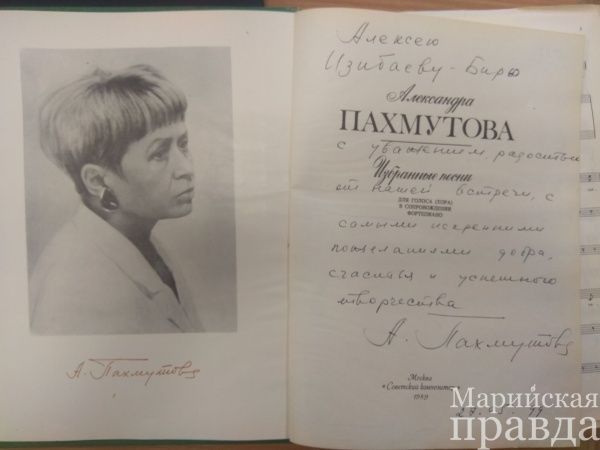 А. Пахмутова
Алексею
Изибаеву - Бирю
Александра
ПАХМУТОВА
с уважением, радостью
Избранные песни
от нашей встречи, с
ДЛЯ ГОЛОСА (ХОРА)
В СОПРОВОЖДЕНИИ
ФОРТЕПИАНО
самыми искренними
пожеланиями добра,
счастья и успешного
творчества
А. Пахмутова
Москва
«Советский композитор»
1989
Марийская
правда